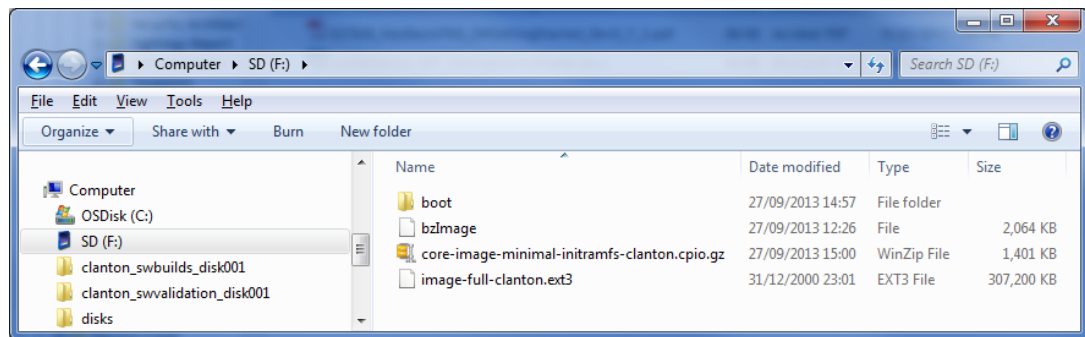 Computer SD (F:) Search SD (F:)
File Edit View Tools Help
Organize Share with Burn New folder
Name Date modified Type Size
Computer
OSDisk (C:)
SD (F:)
clanton_swbuilds_disk001
clanton_swvalidation_disk001
disks
boot 27/09/2013 14:57 File folder
bzImage 27/09/2013 12:26 File 2,064 KB
core-image-minimal-initramfs-clanton.cpio.gz 27/09/2013 15:00 WinZip File 1,401 KB
image-full-clanton.ext3 31/12/2000 23:01 EXT3 File 307,200 KB